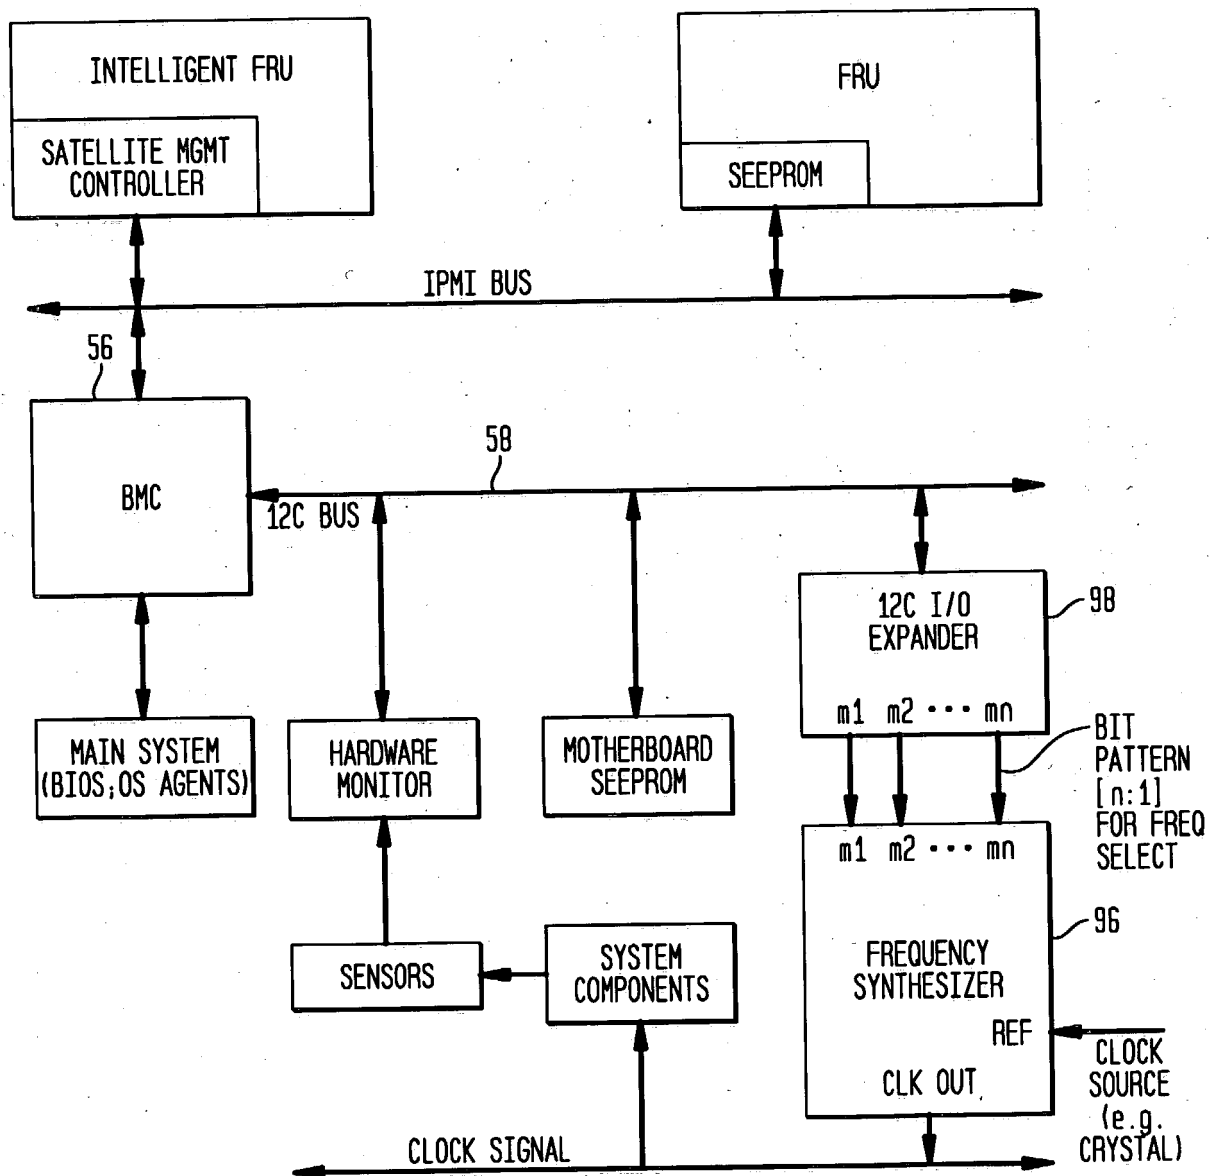 INTELLIGENT FRU
SATELLITE MGMT
CONTROLLER
FRU
SEEPROM
IPMI BUS
56
BMC
58
12C BUS
12C I/O
EXPANDER
98
m1 m2 ••• mn
MAIN SYSTEM
(BIOS;OS AGENTS)
HARDWARE
MONITOR
MOTHERBOARD
SEEPROM
BIT
PATTERN
[n:1]
FOR FREQ
SELECT
m1 m2 ••• mn
96
FREQUENCY
SYNTHESIZER
SENSORS
SYSTEM
COMPONENTS
REF
CLK OUT
CLOCK
SOURCE
(e.g.
CRYSTAL)
CLOCK SIGNAL